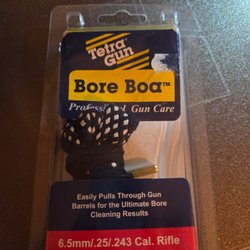 Tetra
Gun
Bore Boa™
Professional Gun Care
Easily Pulls Through Gun
Barrels for the Ultimate Bore
Cleaning Results
6.5mm/.25/.243 Cal. Rifle